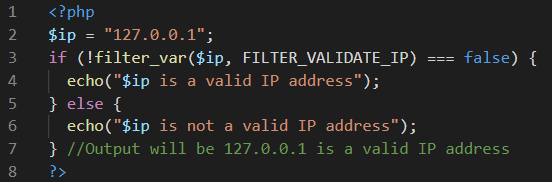 1 <?php
2 $ip = "127.0.0.1";
3 if (!filter_var($ip, FILTER_VALIDATE_IP) === false) {
4   echo("$ip is a valid IP address");
5 } else {
6   echo("$ip is not a valid IP address");
7 } //Output will be 127.0.0.1 is a valid IP address
8 ?>